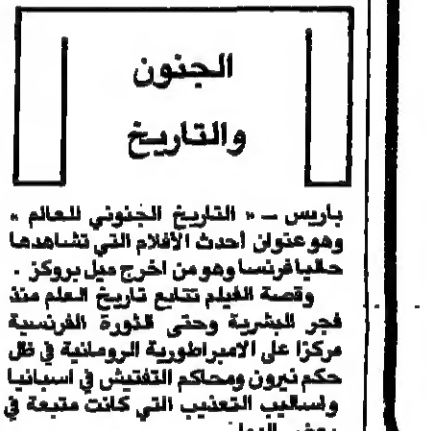 الجنون
والتاريخ
باريس ــ « التاريخ الجنوني للعالم »
وهو عنوان أحدث الأفلام التي تشاهدها
حاليا فرنسا وهو من اخرج ميل بروكز .
وقصة الفيلم تتابع تاريخ العلم منذ
فجر البشرية وحتى الثورة الفرنسية
مركزا على الامبراطورية الرومانية في ظل
حكم نيرون ومحاكم التفتيش في اسبانيا
واساليب التعذيب التي كانت متبعة في